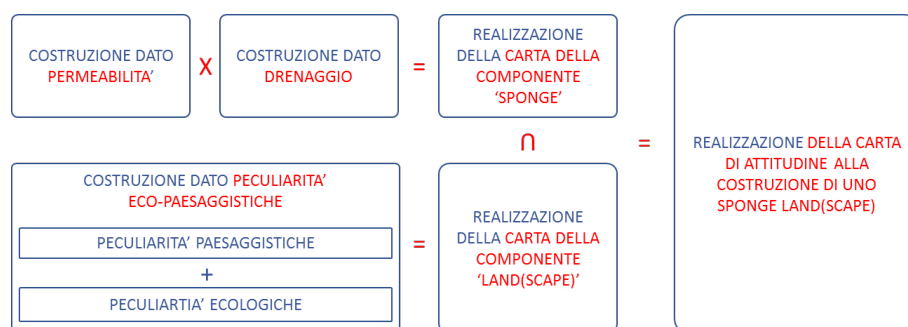 COSTRUZIONE DATO
PERMEABILITA'
X
COSTRUZIONE DATO
DRENAGGIO
=
REALIZZAZIONE
DELLA CARTA DELLA
COMPONENTE
'SPONGE'
∩
=
REALIZZAZIONE DELLA CARTA
DI ATTITUDINE ALLA
COSTRUZIONE DI UNO
SPONGE LAND(SCAPE)
COSTRUZIONE DATO PECULIARITA'
ECO-PAESAGGISTICHE
PECULIARITA' PAESAGGISTICHE
+
PECULIARTIA' ECOLOGICHE
=
REALIZZAZIONE
DELLA CARTA DELLA
COMPONENTE
'LAND(SCAPE)'